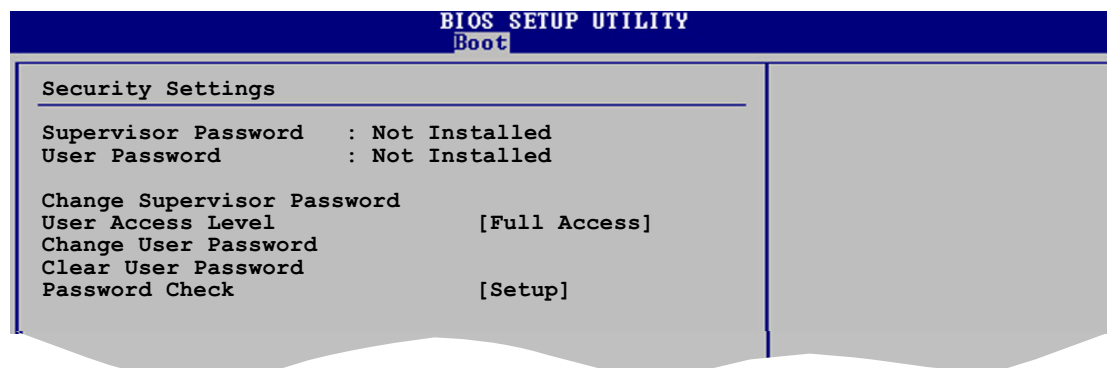 BIOS SETUP UTILITY
Boot
Security Settings
Supervisor Password : Not Installed
User Password : Not Installed
Change Supervisor Password
User Access Level [Full Access]
Change User Password
Clear User Password
Password Check [Setup]